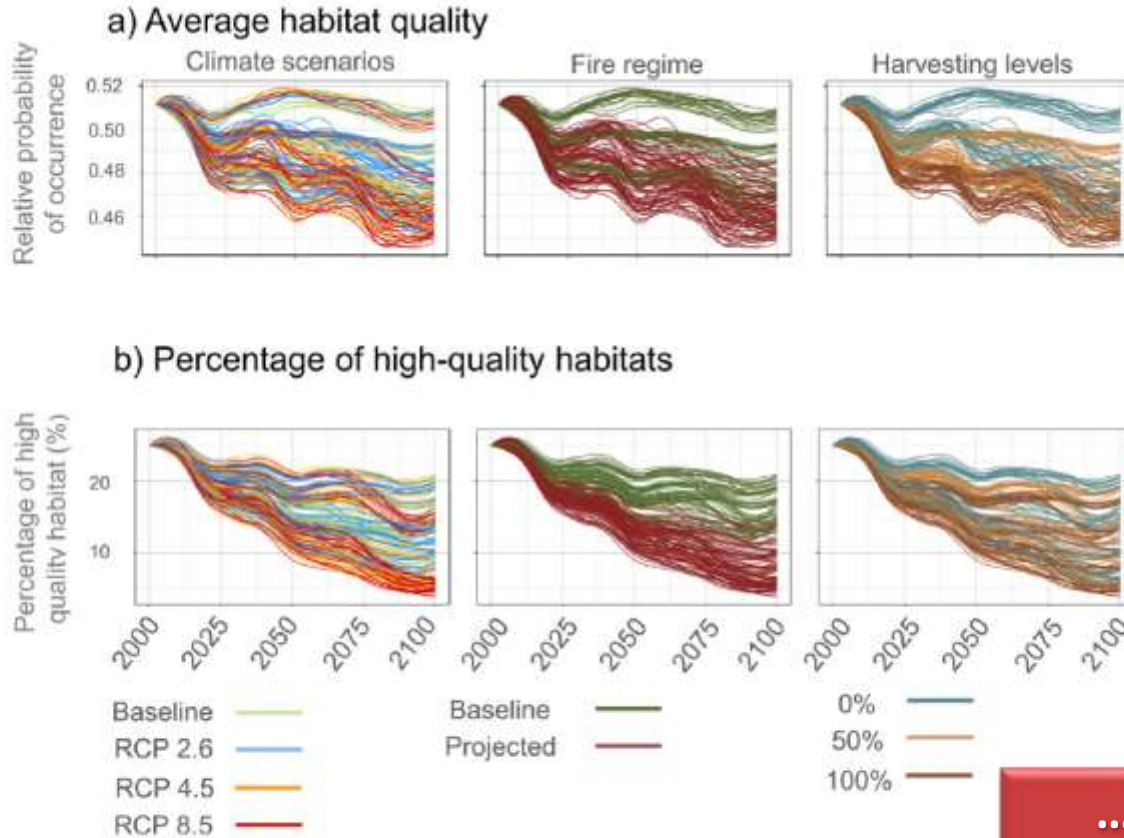 a) Average habitat quality
Climate scenarios
Fire regime
Harvesting levels
Relative probability
of occurrence
0.52
0.50
0.48
0.46
b) Percentage of high-quality habitats
Percentage of high
quality habitat (%)
20
10
2000 2025 2050 2075 2100
2000 2025 2050 2075 2100
2000 2025 2050 2075 2100
Baseline
RCP 2.6
RCP 4.5
RCP 8.5
Baseline
Projected
0%
50%
100%
...